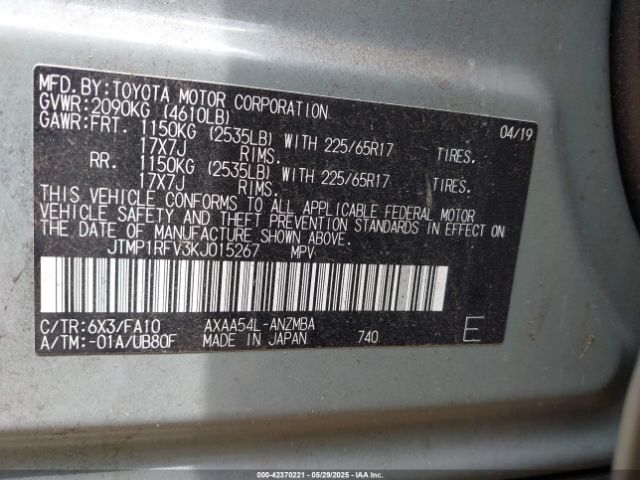 MFD. BY: TOYOTA MOTOR CORPORATION 04/19
GVWR: 2090KG (4610LB)
GAWR: FRT. 1150KG (2535LB) WITH 225/65R17 TIRES.
17X7J RIMS.
RR. 1150KG (2535LB) WITH 225/65R17 TIRES.
17X7J RIMS.
THIS VEHICLE CONFORMS TO ALL APPLICABLE FEDERAL MOTOR
VEHICLE SAFETY AND THEFT PREVENTION STANDARDS IN EFFECT ON
THE DATE OF MANUFACTURE SHOWN ABOVE.
JTMP1RFV3KJ015267 MPV
C/TR: 6X3/FA10 AXAA54L-ANZMBA
A/TM: -01A/UB80F MADE IN JAPAN 740 E
000-42370221 - 05/29/2025 - IAAI.COM